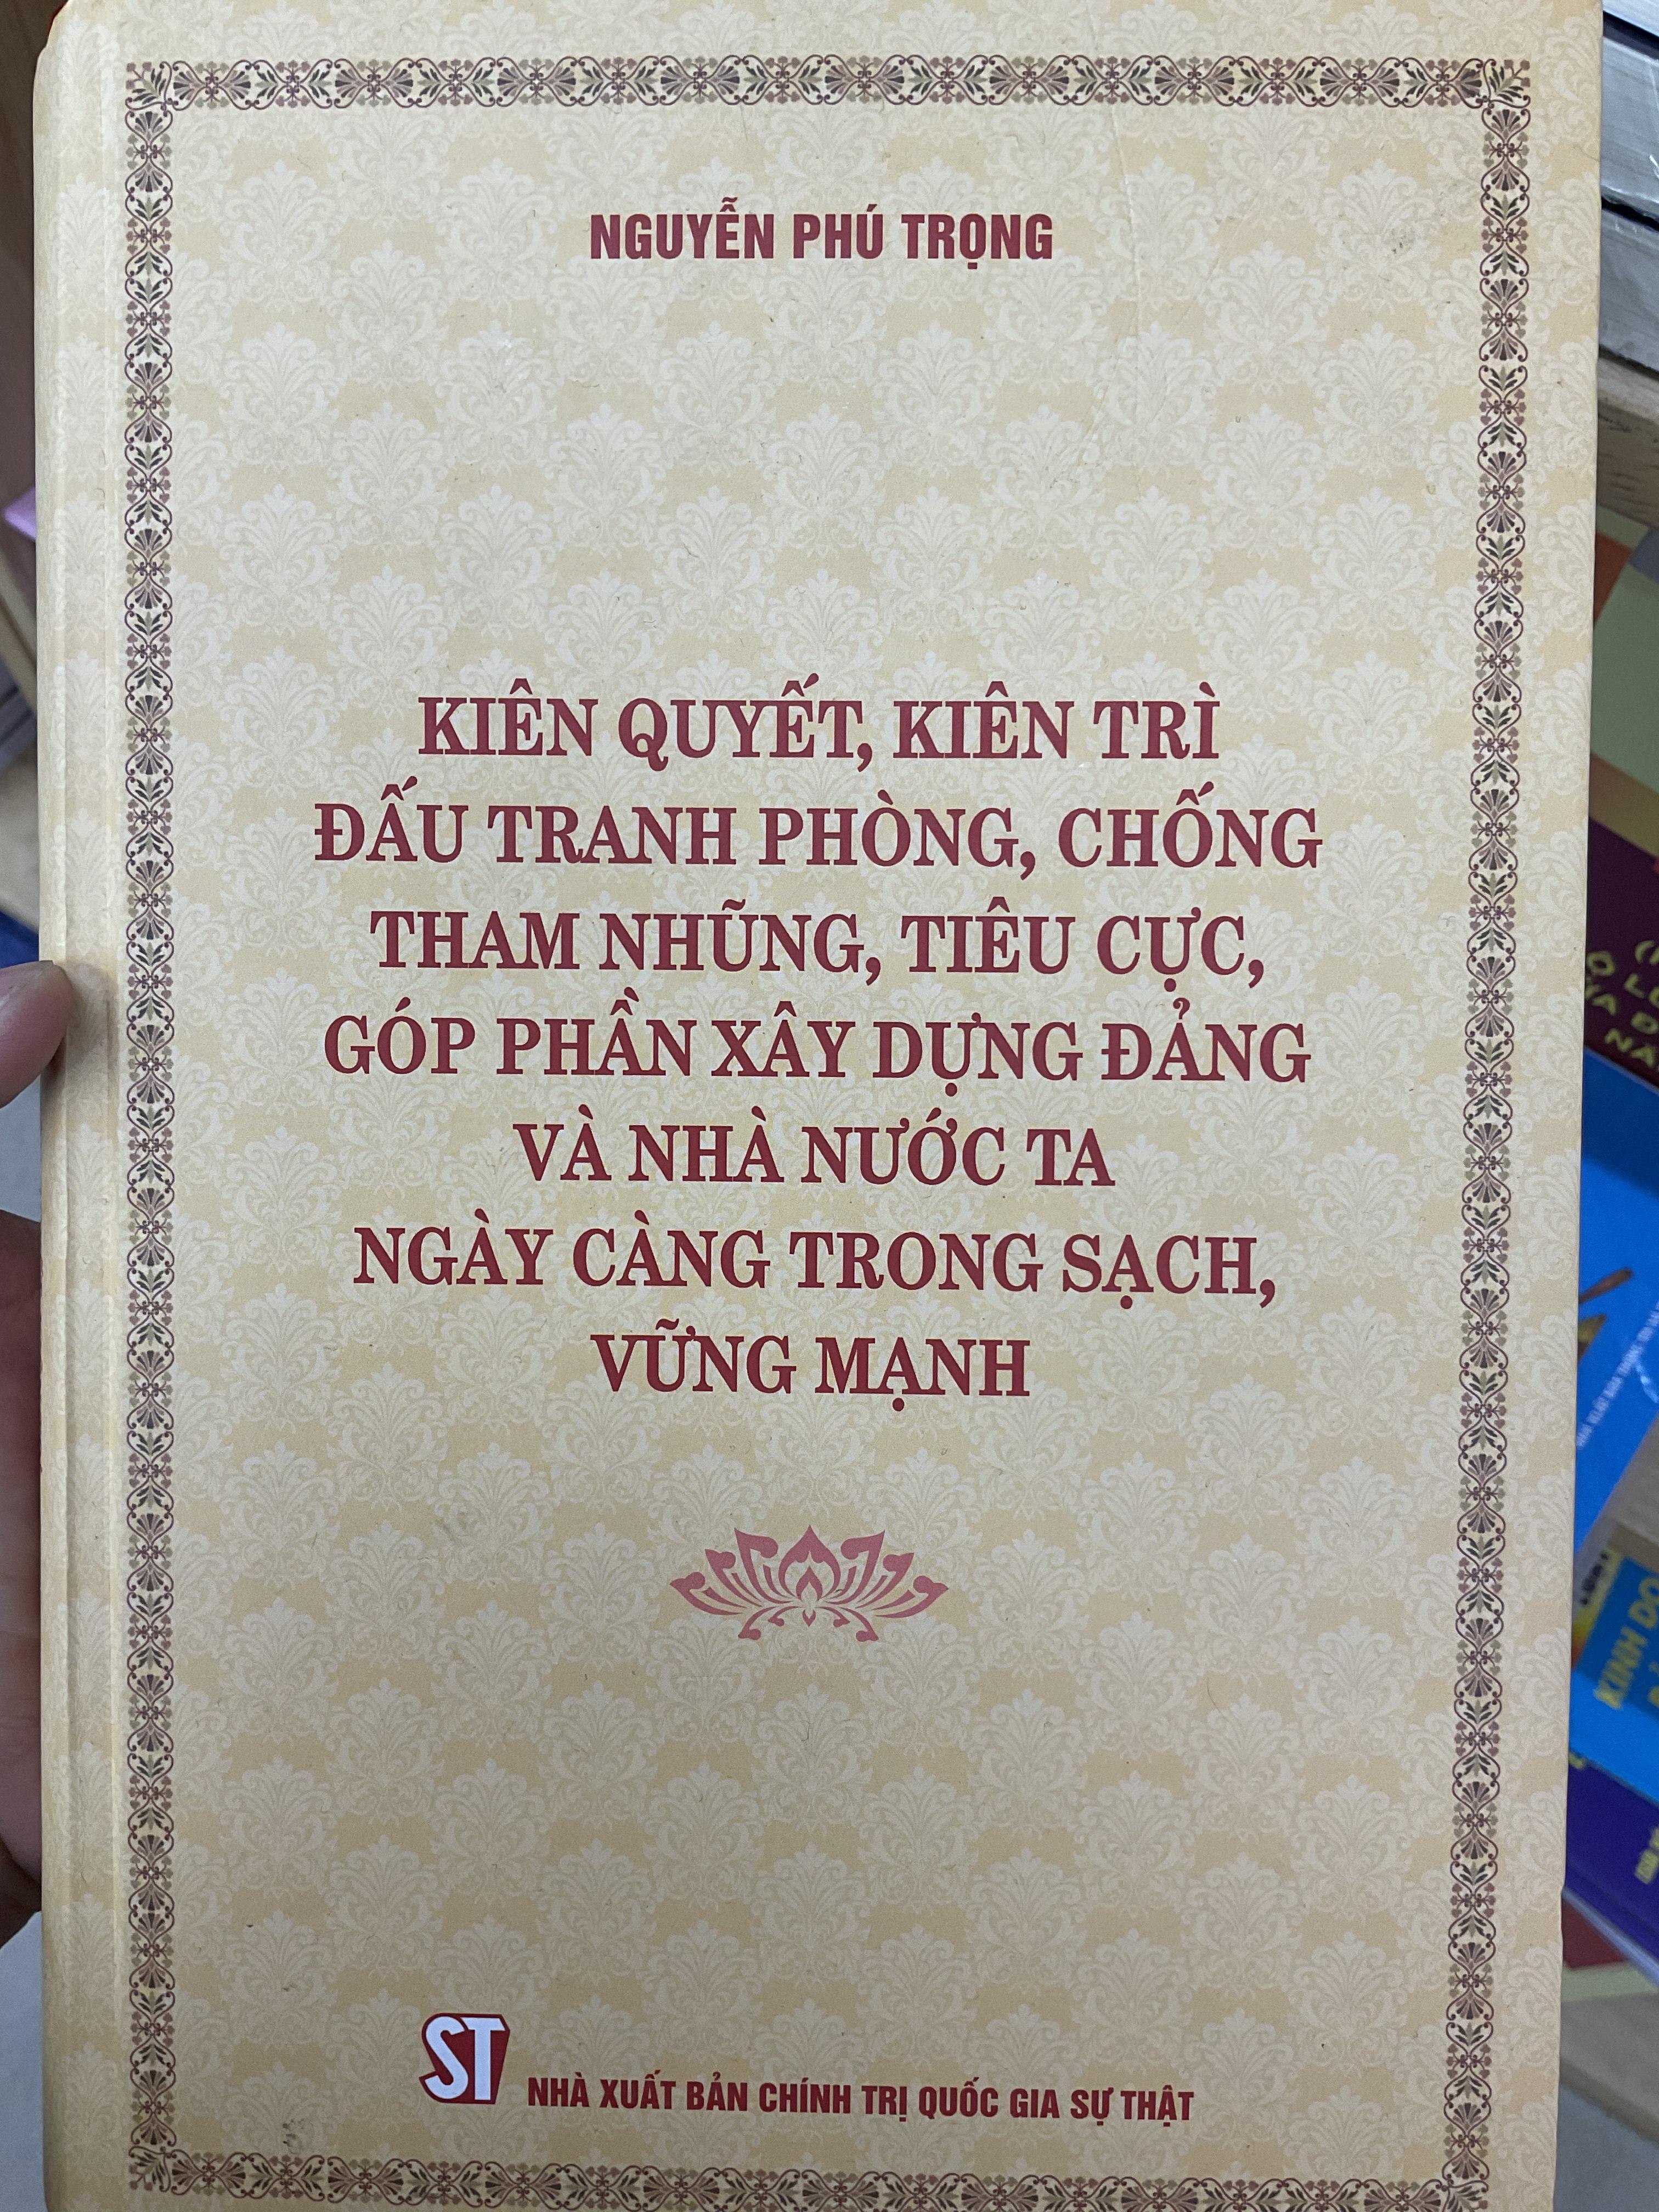 NGUYỄN PHÚ TRỌNG
KIÊN QUYẾT, KIÊN TRÌ
ĐẤU TRANH PHÒNG, CHỐNG
THAM NHŨNG, TIÊU CỰC,
GÓP PHẦN XÂY DỰNG ĐẢNG
VÀ NHÀ NƯỚC TA
NGÀY CÀNG TRONG SẠCH,
VỮNG MẠNH
ST
NHÀ XUẤT BẢN CHÍNH TRỊ QUỐC GIA SỰ THẬT
KINH